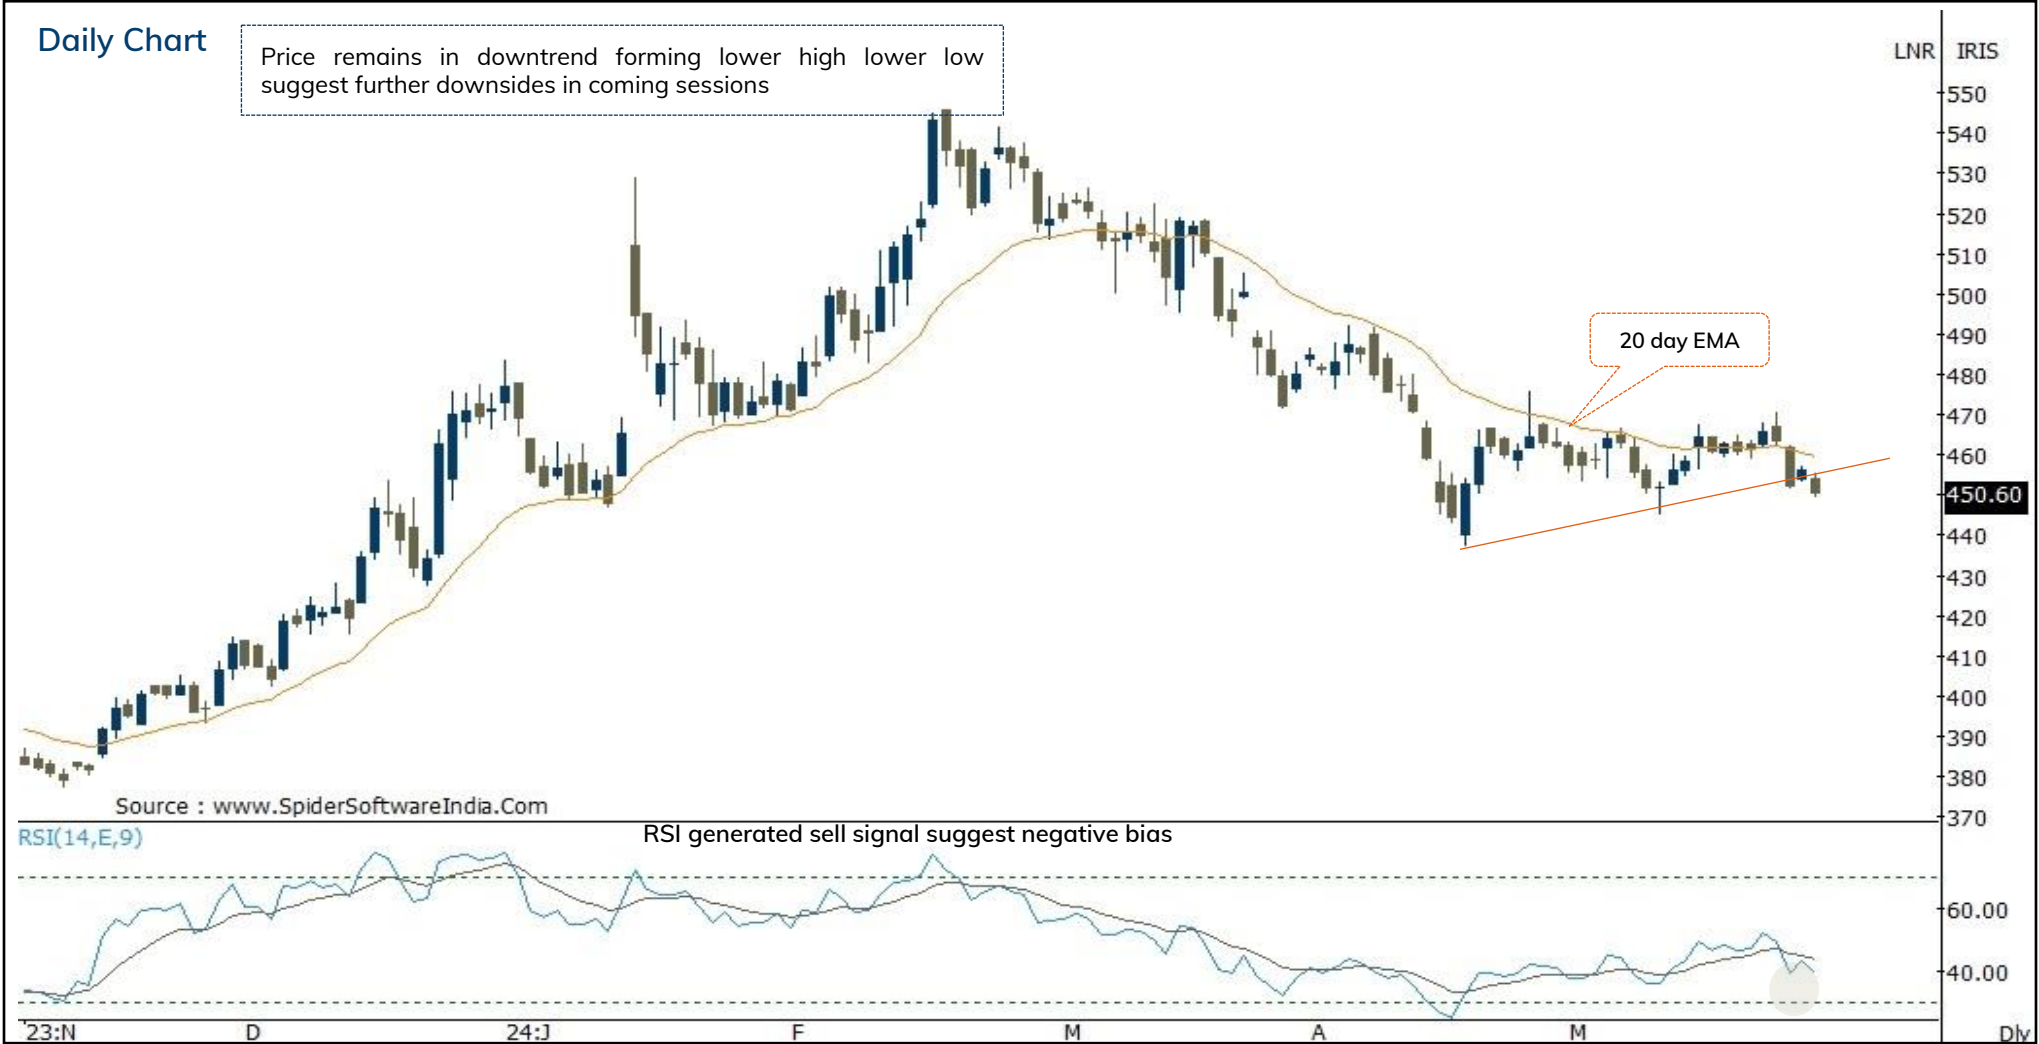 Daily Chart
Price remains in downtrend forming lower high lower low
suggest further downsides in coming sessions
LNR IRIS
550
540
530
520
510
500
490
20 day EMA
480
470
460
450.60
440
430
420
410
400
390
380
370
Source : www.SpiderSoftwareIndia.Com
RSI(14,E,9)
RSI generated sell signal suggest negative bias
60.00
40.00
23:N D 24:J F M A M Dly